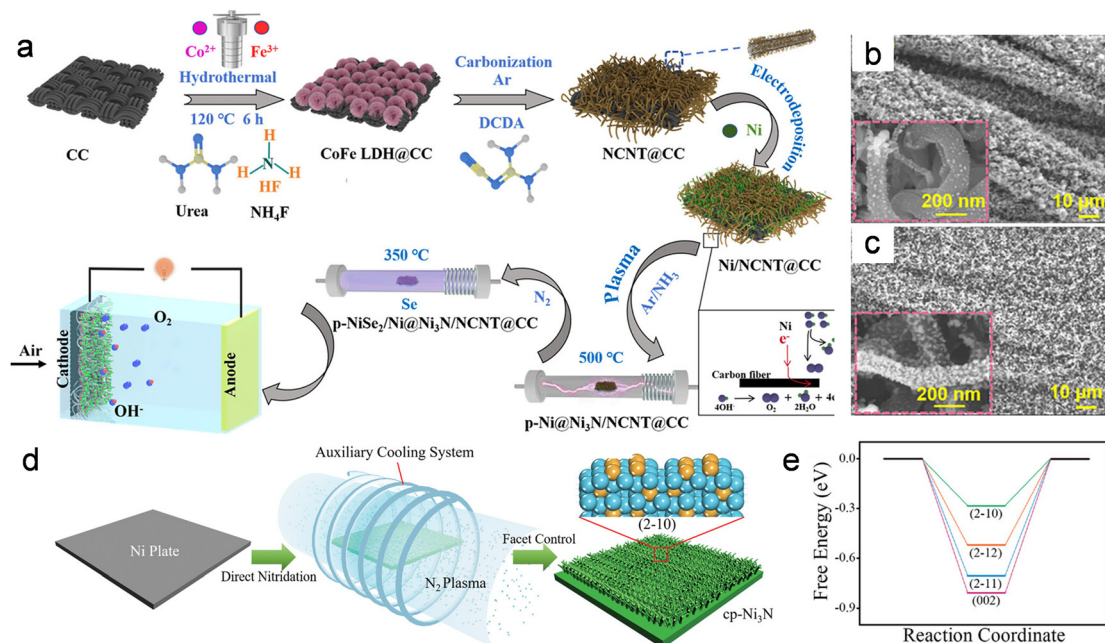 a
Co²⁺
Fe³⁺
Hydrothermal
120 °C 6 h
CC
Urea
H
N
H
H
HF
NH₄F
CoFe LDH@CC
Carbonization
Ar
DCDA
NCNT@CC
Electrodeposition
Ni
Ni/NCNT@CC
Plasma
Ar/NH₃
500 °C
p-Ni@Ni₃N/NCNT@CC
N₂
350 °C
Se
p-NiSe₂/Ni@Ni₃N/NCNT@CC
Air
Cathode
O₂
OH⁻
Anode
Ni
e⁻
Carbon fiber
4OH⁻
O₂
+
2H₂O
+
b
200 nm
10 µm
c
200 nm
10 µm
d
Ni Plate
Direct Nitridation
Auxiliary Cooling System
N₂ Plasma
Facet Control
(2-10)
cp-Ni₃N
e
Free Energy (eV)
0.0
-0.3
-0.6
-0.9
(2-10)
(2-12)
(2-11)
(002)
Reaction Coordinate